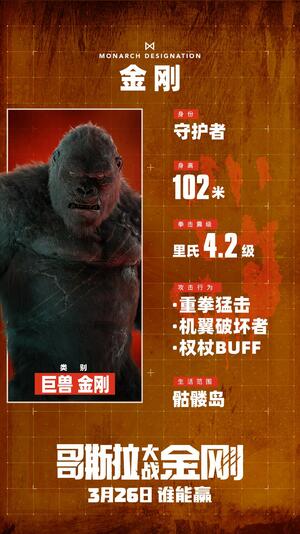 MONARCH DESIGNATION
金刚
身份
守护者
身高
102米
拳击震级
里氏4.2级
攻击行为
·重拳猛击
·机翼破坏者
·权杖BUFF
类别
巨兽 金刚
生活范围
骷髅岛
哥斯拉大战金刚
3月26日 谁能赢